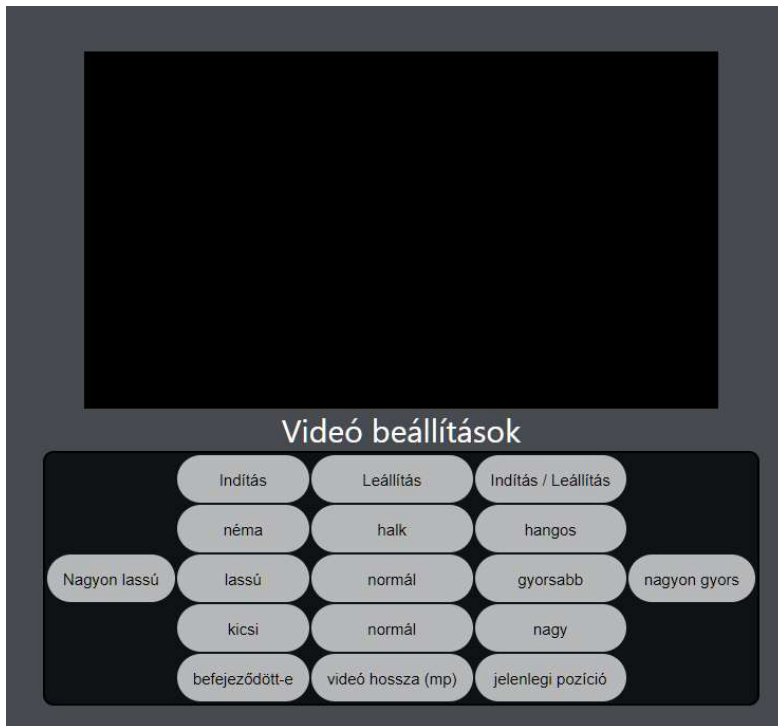 Videó beállítások
Indítás Leállítás Indítás / Leállítás
néma halk hangos
Nagyon lassú lassú normál gyorsabb nagyon gyors
kicsi normál nagy
befejeződött-e videó hossza (mp) jelenlegi pozíció